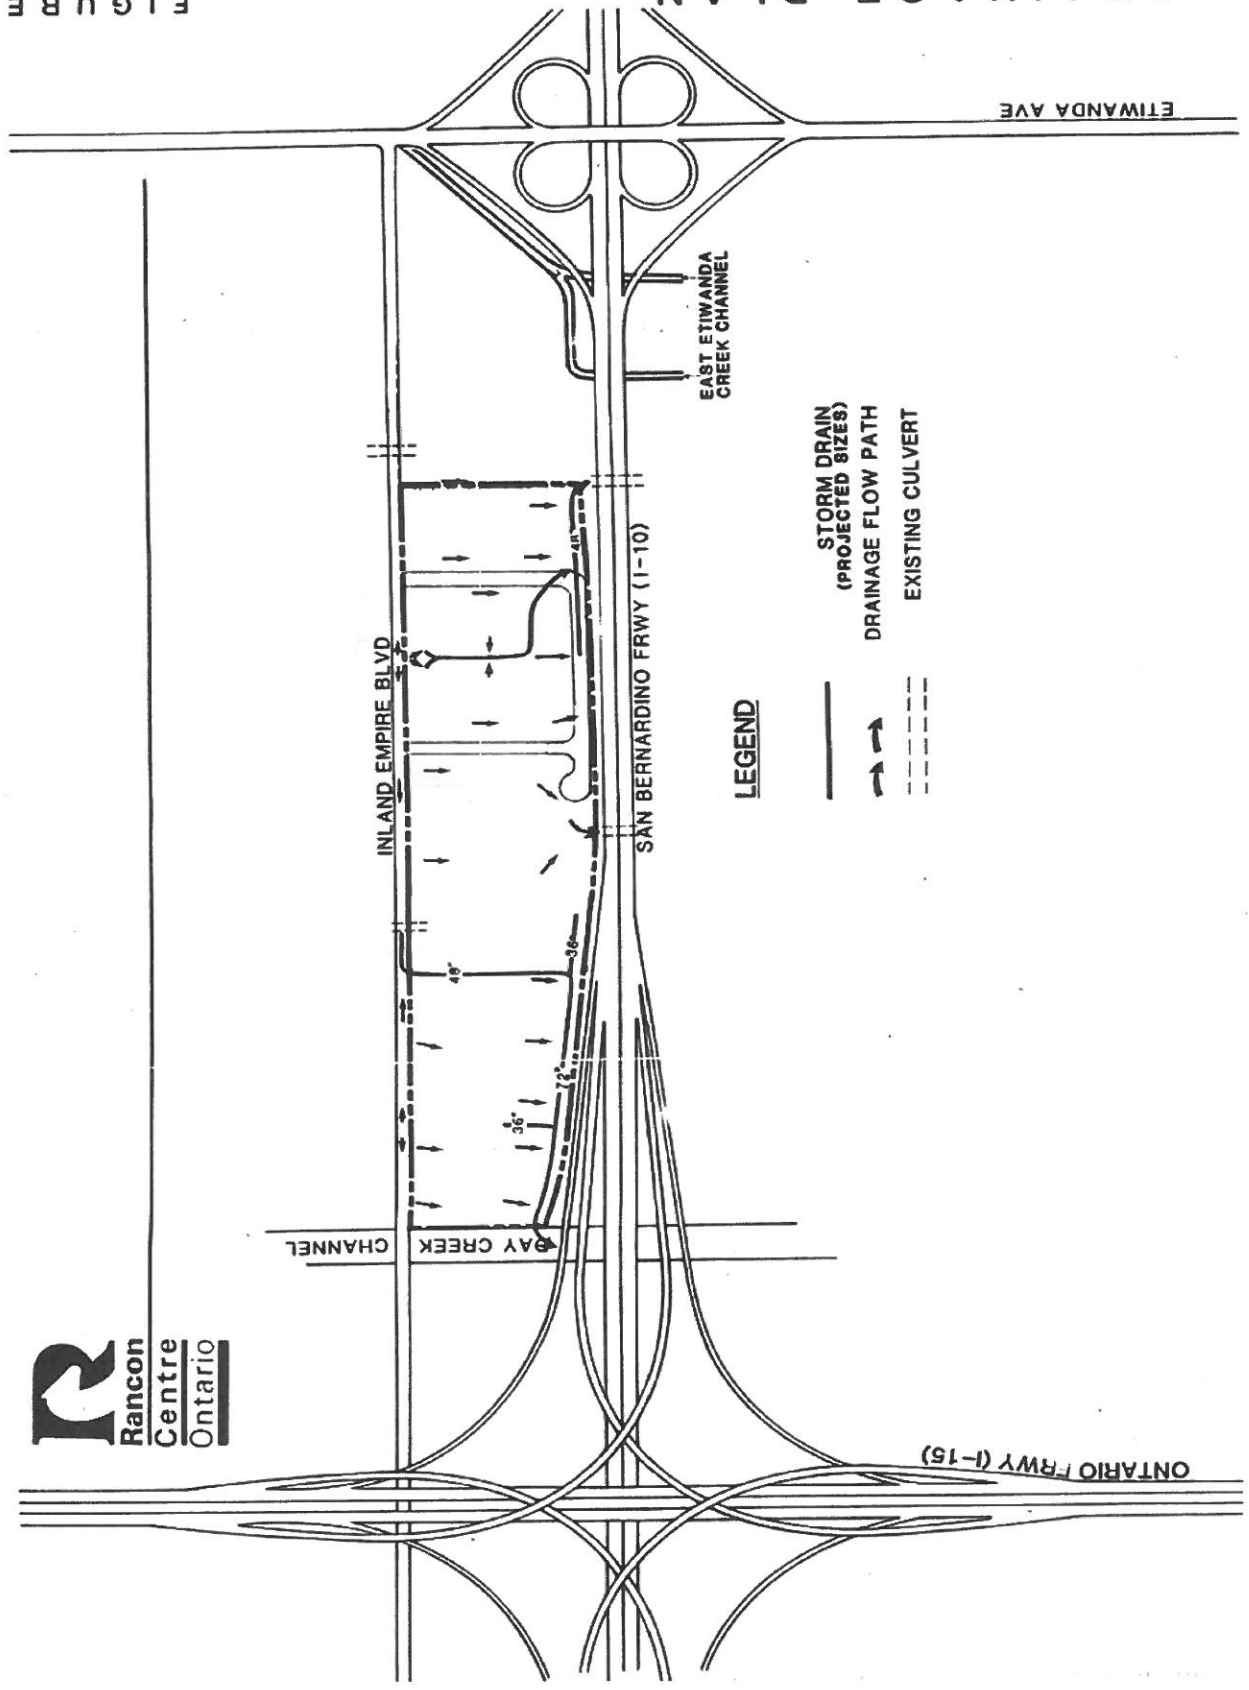 FIGURE
Rancon
Centre
Ontario
INLAND EMPIRE BLVD
ETIWANDA AVE
EAST ETIWANDA
CREEK CHANNEL
SAN BERNARDINO FRWY (I-10)
48"
36"
72"
36"
48"
DAY CREEK CHANNEL
ONTARIO FRWY (I-15)
LEGEND
STORM DRAIN
(PROJECTED SIZES)
DRAINAGE FLOW PATH
EXISTING CULVERT